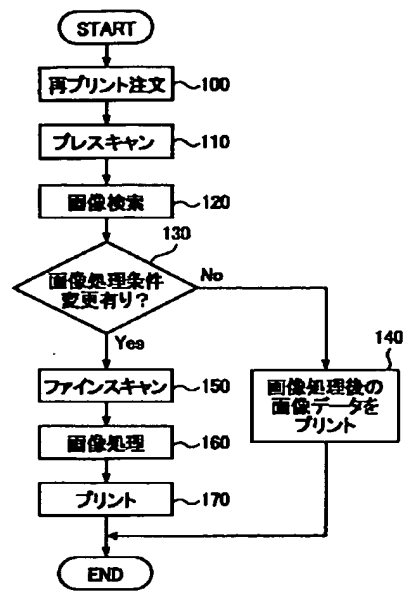 START
再プリント注文
100
プレスキャン
110
画像検索
120
130
画像処理条件
変更有り？
No
Yes
140
画像処理後の
画像データを
プリント
ファインスキャン
150
画像処理
160
プリント
170
END